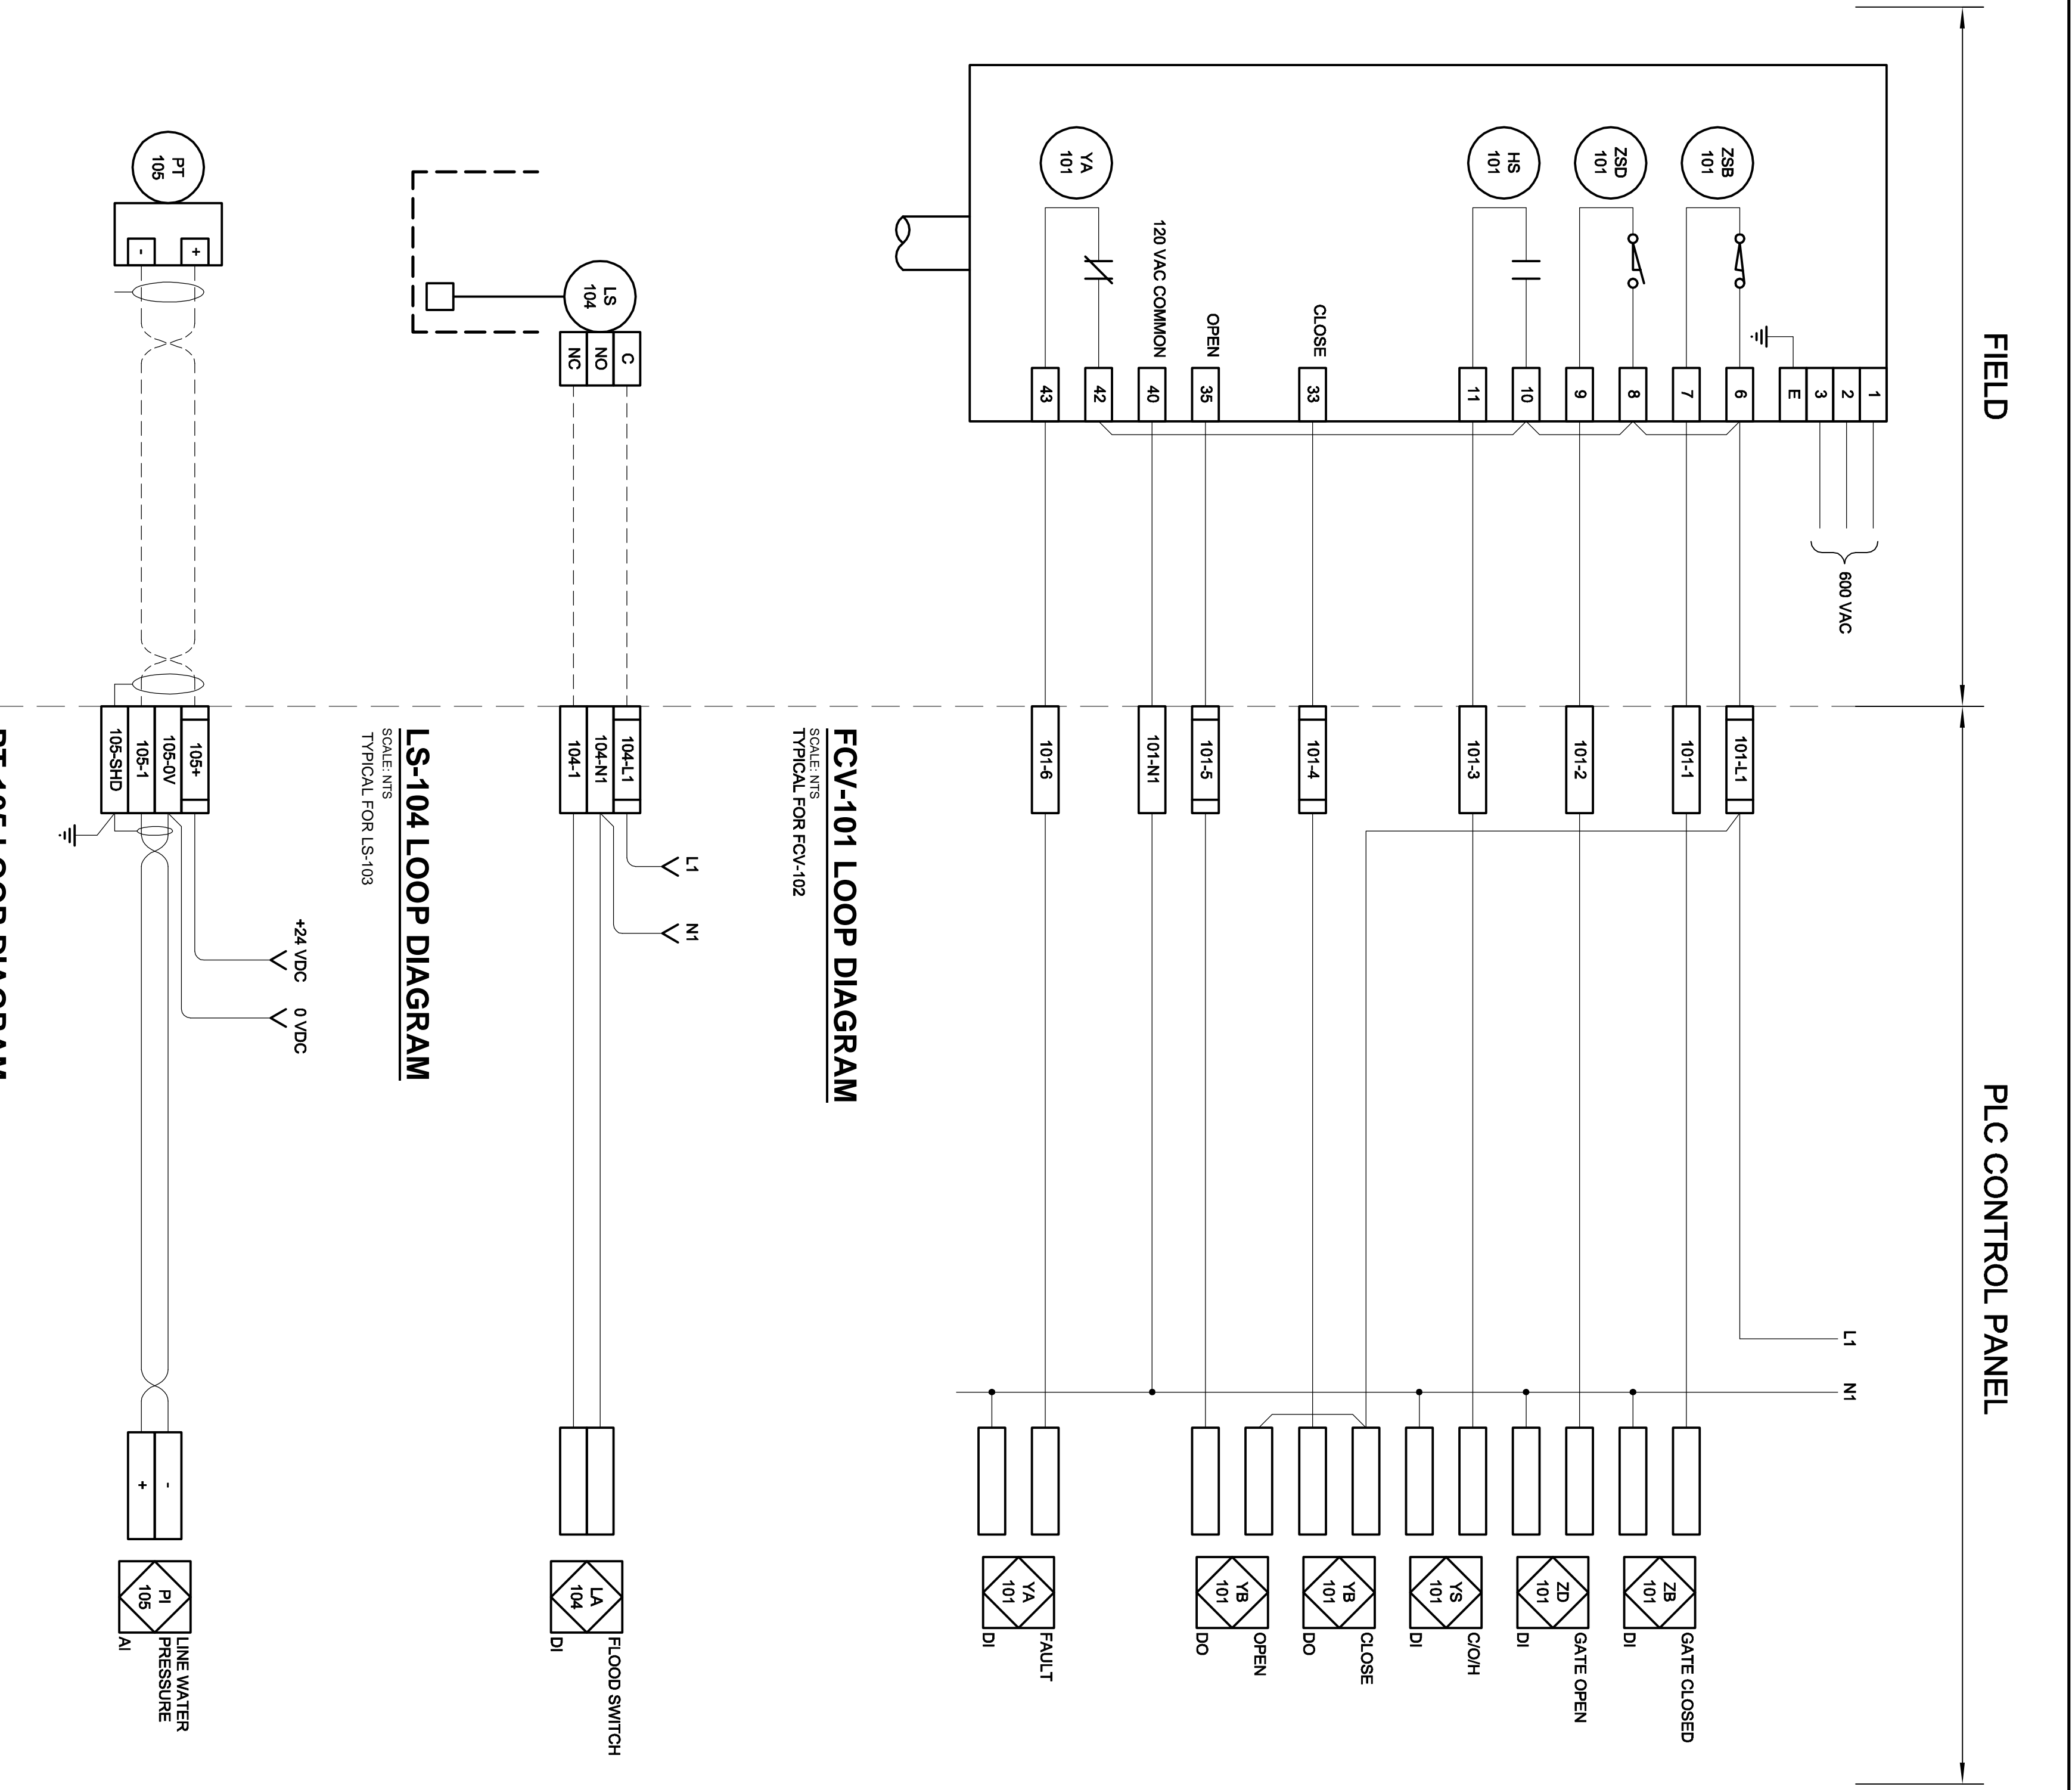 FIELD
PLC CONTROL PANEL
1
2
3
E
600 VAC
L1
N1
ZSB
101
6
7
101-L1
101-1
ZB
101
GATE CLOSED
DI
ZSD
101
8
9
101-2
ZD
101
GATE OPEN
DI
HS
101
10
11
101-3
YS
101
C/O/H
DI
CLOSE
33
101-4
YB
101
CLOSE
DO
OPEN
35
101-5
YB
101
OPEN
DO
120 VAC COMMON
40
101-N1
YA
101
42
43
101-6
YA
101
FAULT
DI
FCV-101 LOOP DIAGRAM
SCALE: NTS
TYPICAL FOR FCV-102
L1
N1
LS
104
C
NO
NC
104-L1
104-N1
104-1
LA
104
FLOOD SWITCH
DI
LS-104 LOOP DIAGRAM
SCALE: NTS
TYPICAL FOR LS-103
+24 VDC
0 VDC
PT
105
+
-
105+
105-0V
105-1
105-SHD
-
+
PI
105
LINE WATER
PRESSURE
AI
PT-105 LOOP DIAGRAM